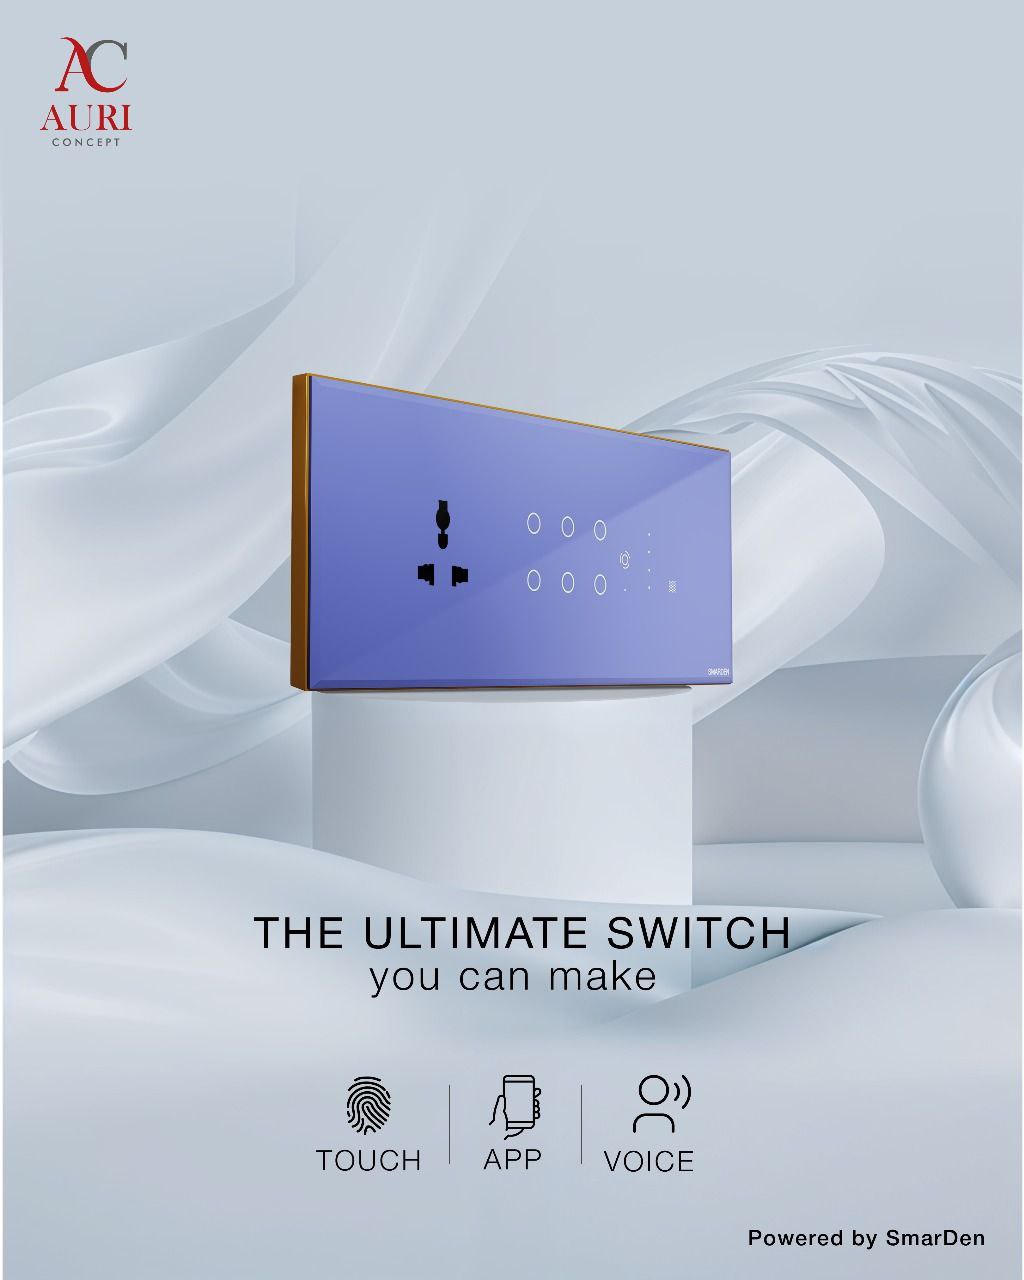 AC
AURI
CONCEPT
SMARDEN
THE ULTIMATE SWITCH
you can make
TOUCH
APP
VOICE
Powered by SmarDen